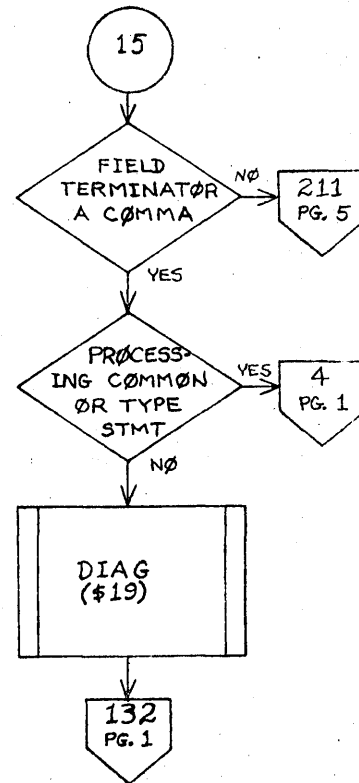 15
FIELD
TERMINATØR
A CØMMA
NØ
211
PG. 5
YES
PRØCESS-
ING CØMMØN
ØR TYPE
STMT
YES
4
PG. 1
NØ
DIAG
($19)
132
PG. 1